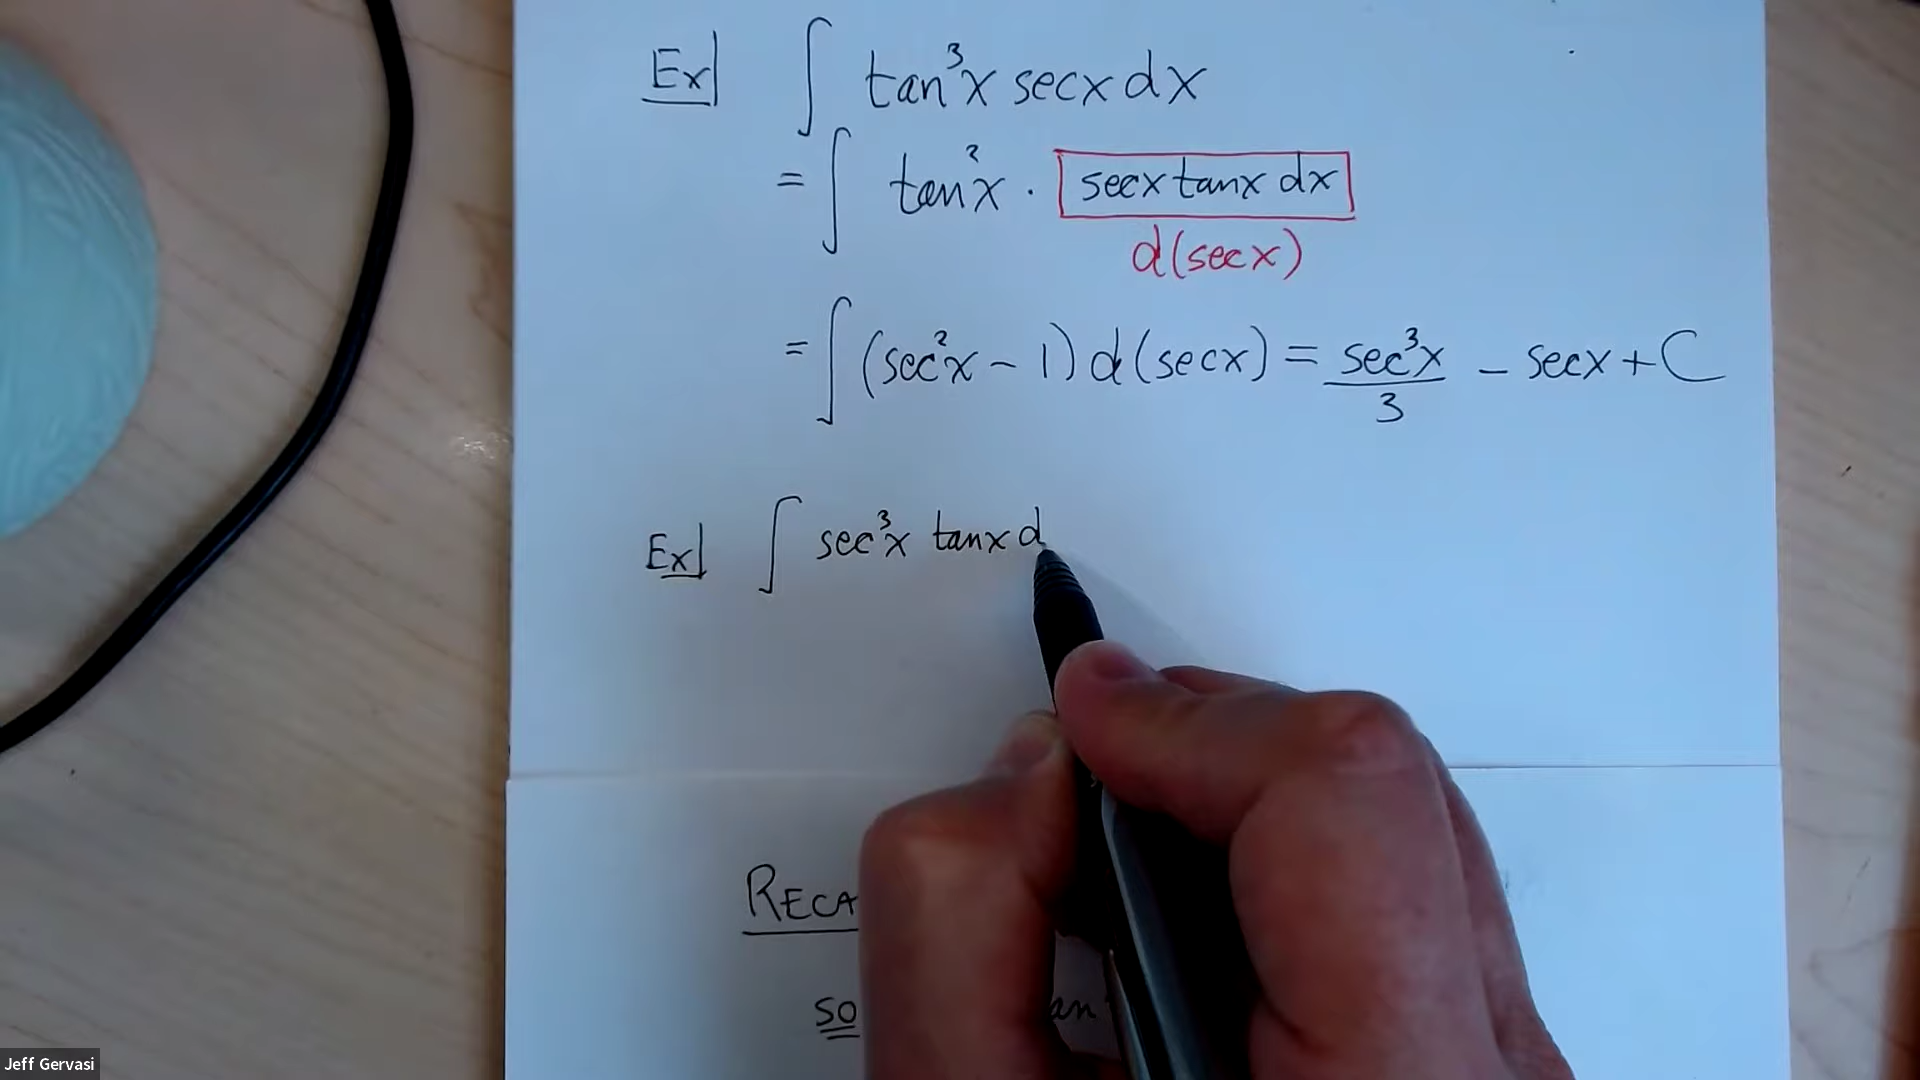 Ex| ∫ tan³x secx dx
= ∫ tan²x · secx tanx dx
d(secx)
= ∫ (sec²x - 1) d(secx) = sec³x/3 - secx + C
Ex| ∫ sec³x tanx d
RECA
so an
Jeff Gervasi